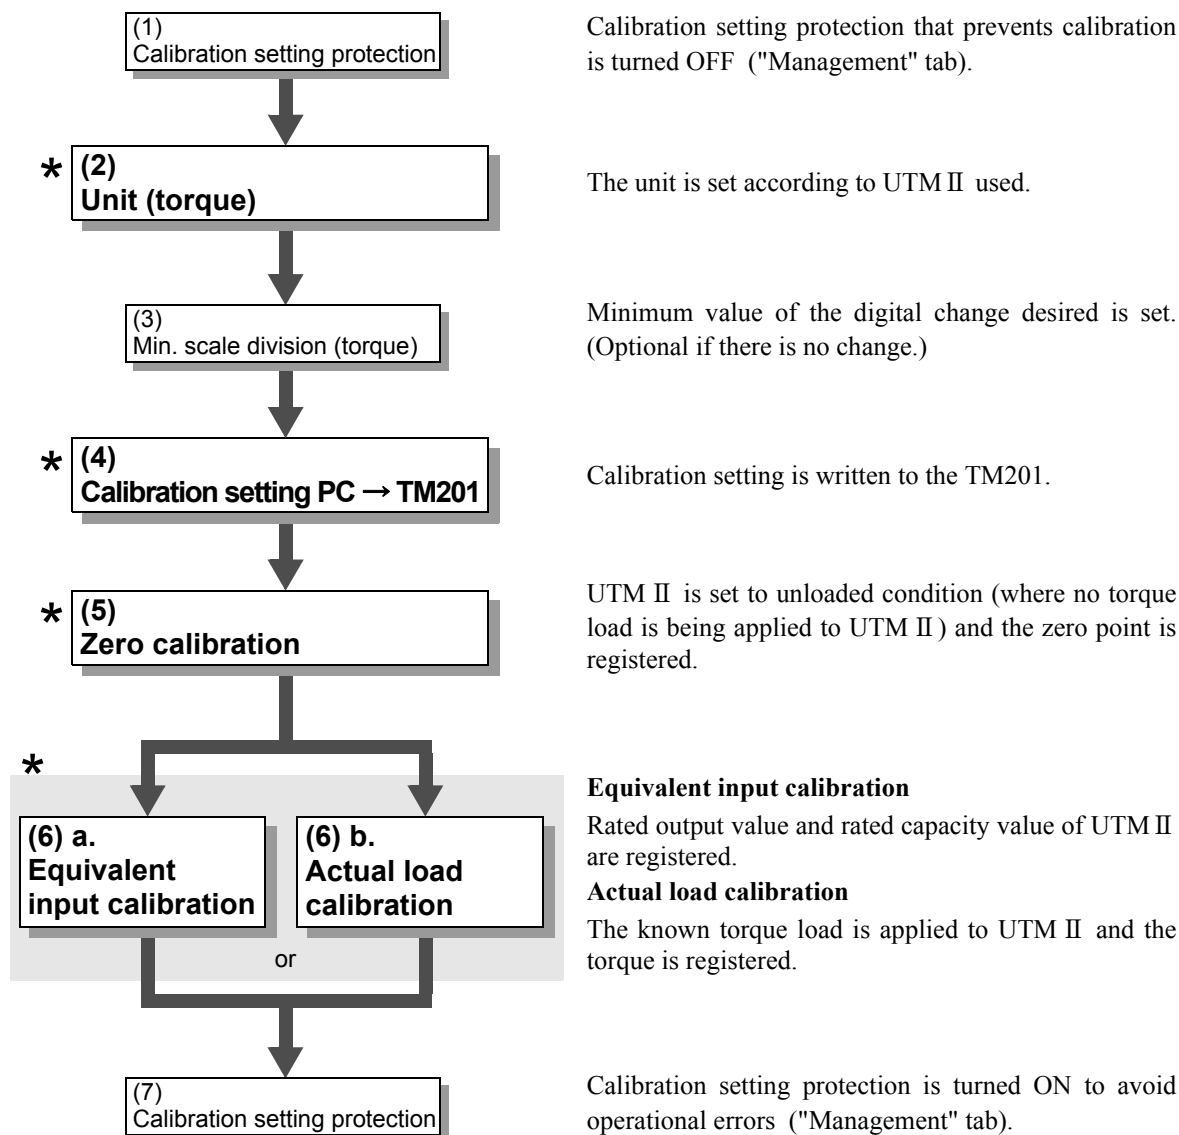 (1)
Calibration setting protection
Calibration setting protection that prevents calibration
is turned OFF ("Management" tab).
*
(2)
Unit (torque)
The unit is set according to UTM Ⅱ used.
(3)
Min. scale division (torque)
Minimum value of the digital change desired is set.
(Optional if there is no change.)
*
(4)
Calibration setting PC → TM201
Calibration setting is written to the TM201.
*
(5)
Zero calibration
UTM Ⅱ is set to unloaded condition (where no torque
load is being applied to UTM Ⅱ) and the zero point is
registered.
*
(6) a.
Equivalent
input calibration
(6) b.
Actual load
calibration
or
Equivalent input calibration
Rated output value and rated capacity value of UTM Ⅱ
are registered.
Actual load calibration
The known torque load is applied to UTM Ⅱ and the
torque is registered.
(7)
Calibration setting protection
Calibration setting protection is turned ON to avoid
operational errors ("Management" tab).